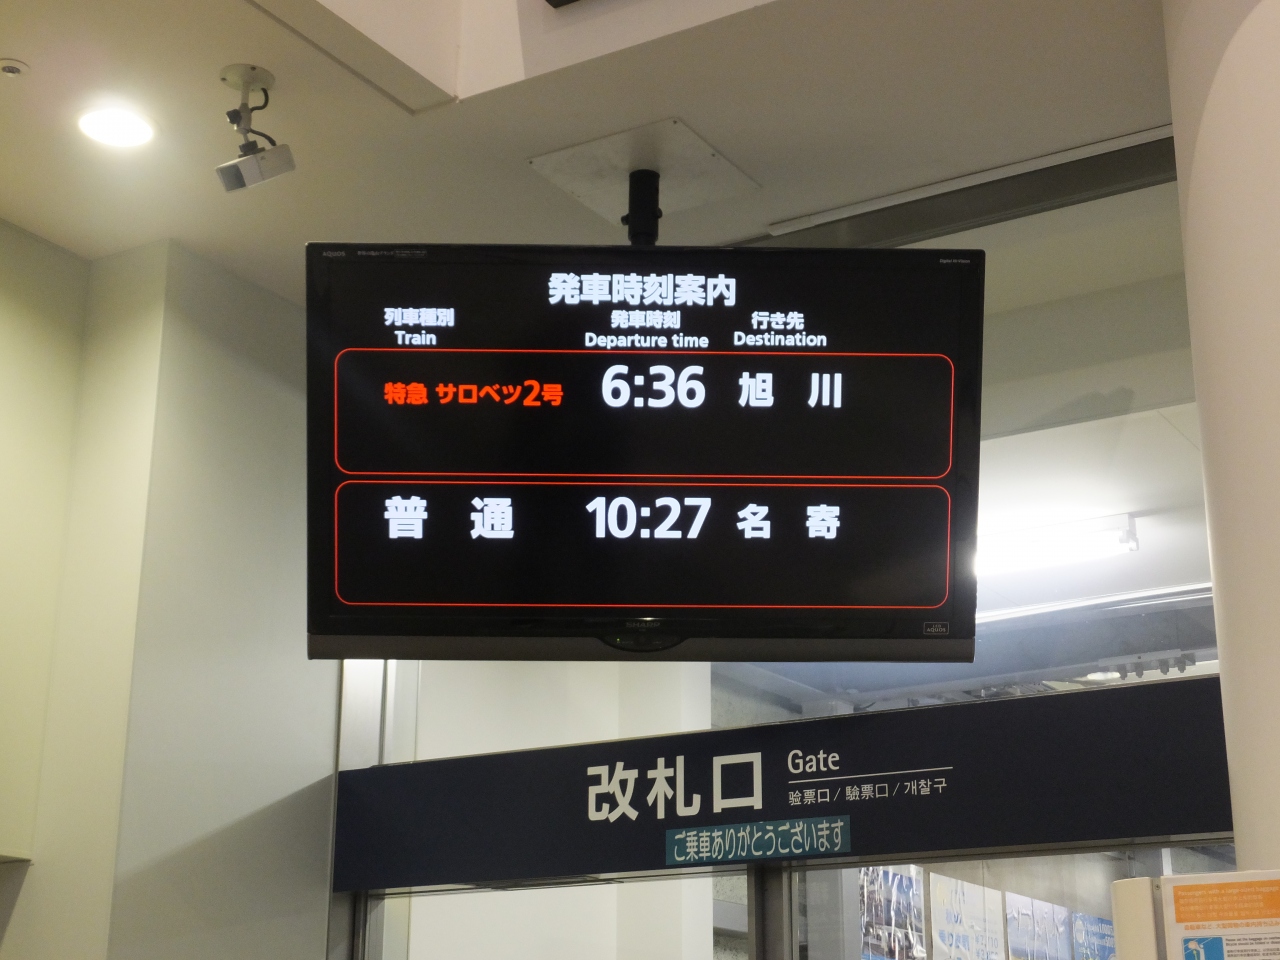 AQUOS
発車時刻案内
列車種別 発車時刻 行き先
Train Departure time Destination
特急 サロベツ2号 6:36 旭 川
普 通 10:27 名 寄
SHARP
AQUOS
改札口 Gate
验票口 / 驗票口 / 개찰구
ご乗車ありがとうございます